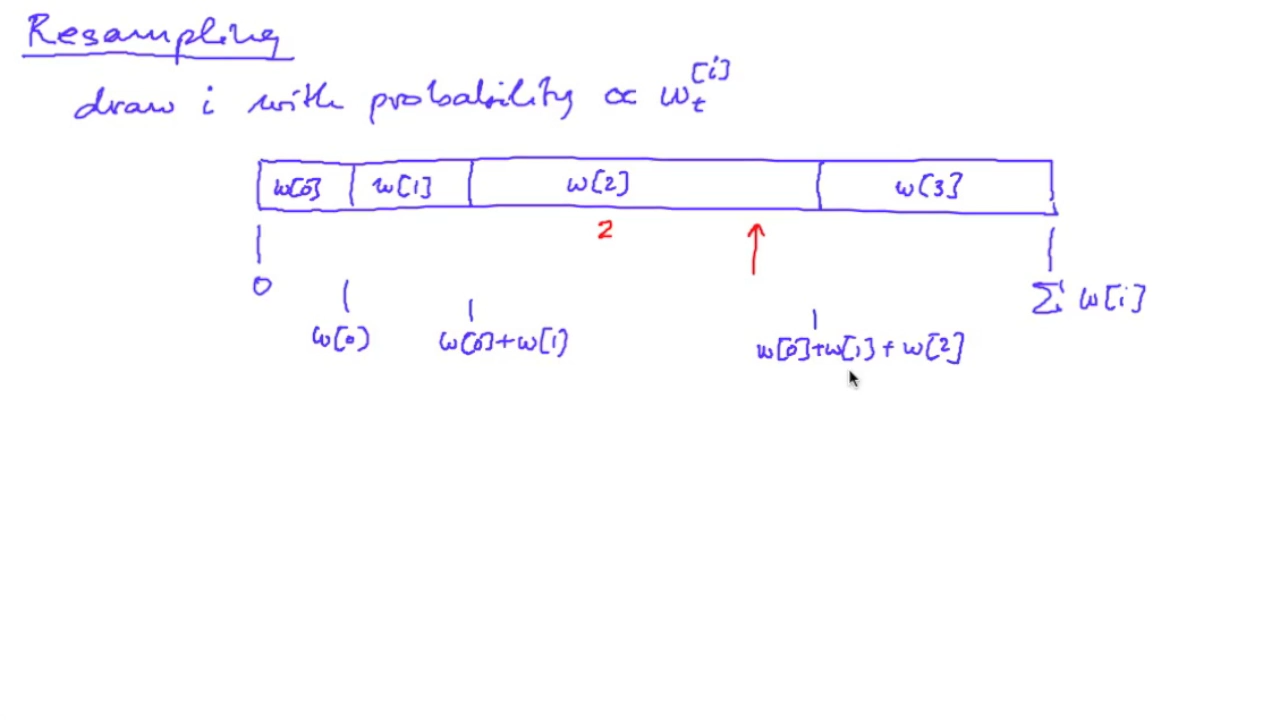 Resampling
draw i with probability ∝ w_t^[i]
w[0] w[1] w[2] w[3]
2
0 Σ w[i]
w[0] w[0]+w[1] w[0]+w[1]+w[2]